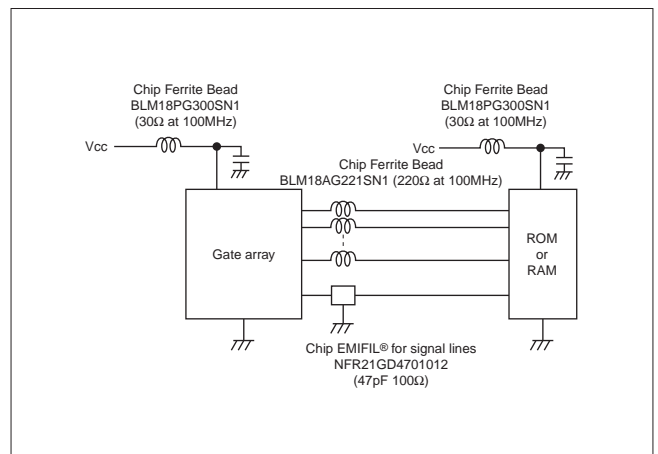 Chip Ferrite Bead
BLM18PG300SN1
(30Ω at 100MHz)
Vcc
Chip Ferrite Bead
BLM18PG300SN1
(30Ω at 100MHz)
Vcc
Chip Ferrite Bead
BLM18AG221SN1 (220Ω at 100MHz)
Gate array
ROM
or
RAM
Chip EMIFIL® for signal lines
NFR21GD4701012
(47pF 100Ω)